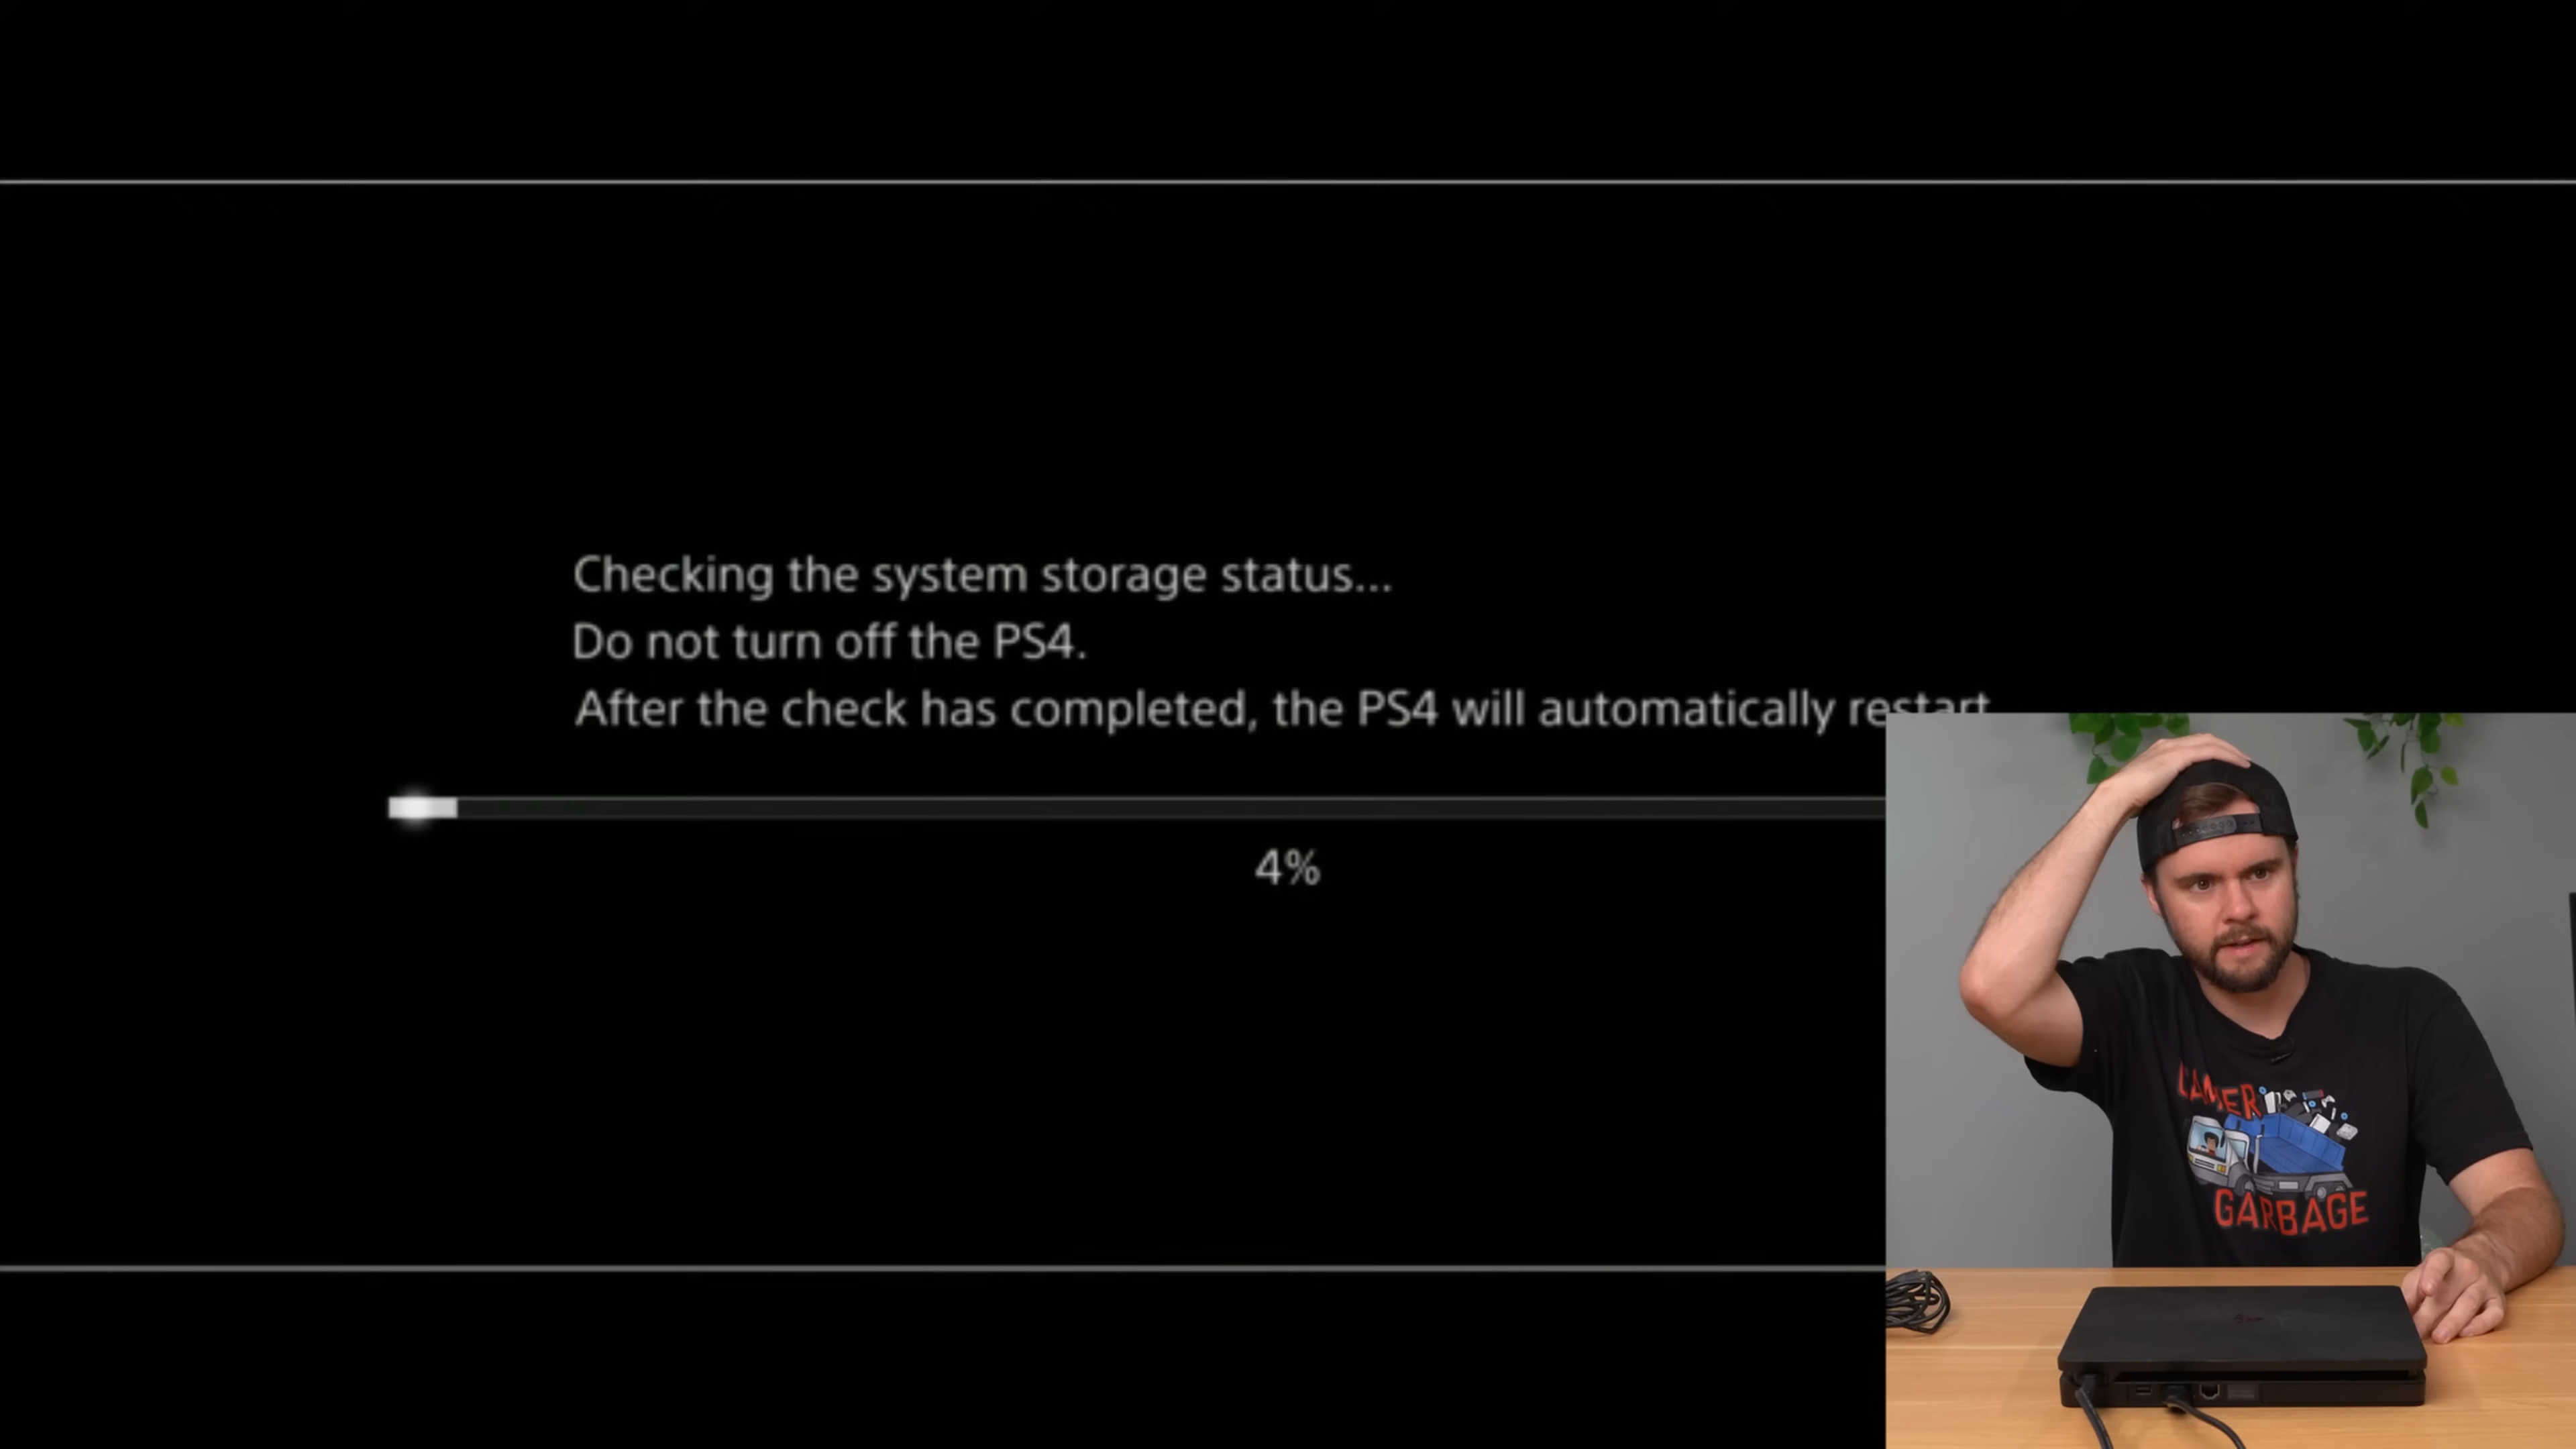 Checking the system storage status...
Do not turn off the PS4.
After the check has completed, the PS4 will automatically restart
4%
GARBAGE